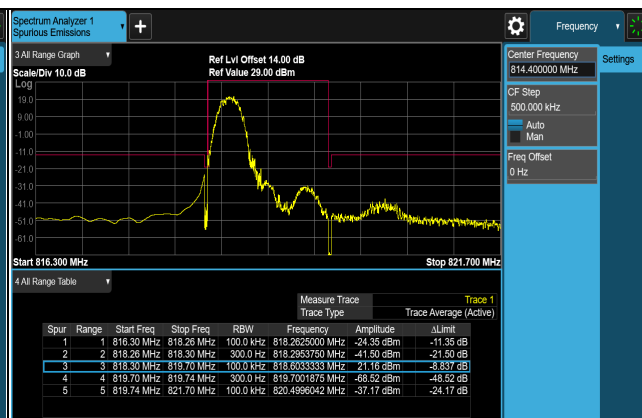 Spectrum Analyzer 1
Spurious Emissions
+
Frequency
3 All Range Graph
Ref Lvl Offset 14.00 dB
Scale/Div 10.0 dB
Ref Value 29.00 dBm
Log
19.0
9.00
-1.00
-11.0
-21.0
-31.0
-41.0
-51.0
-61.0
Start 816.300 MHz
Stop 821.700 MHz
Center Frequency
814.400000 MHz
Settings
CF Step
500.000 kHz
Auto
Man
Freq Offset
0 Hz
4 All Range Table
Measure Trace Trace 1
Trace Type Trace Average (Active)
Spur Range Start Freq Stop Freq RBW Frequency Amplitude ΔLimit
1 1 816.30 MHz 818.26 MHz 100.0 kHz 818.2625000 MHz -24.35 dBm -11.35 dB
2 2 818.26 MHz 818.30 MHz 300.0 Hz 818.2953750 MHz -41.50 dBm -21.50 dB
3 3 818.30 MHz 819.70 MHz 100.0 kHz 818.6033333 MHz 21.16 dBm -8.837 dB
4 4 819.70 MHz 819.74 MHz 300.0 Hz 819.7001875 MHz -68.52 dBm -48.52 dB
5 5 819.74 MHz 821.70 MHz 100.0 kHz 820.4996042 MHz -37.17 dBm -24.17 dB